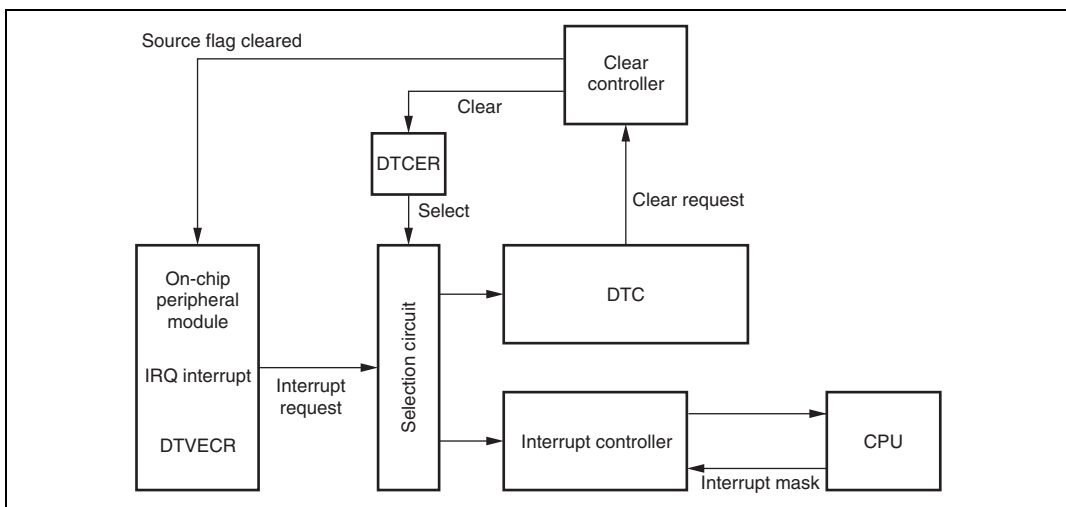 Source flag cleared
Clear
controller
Clear
DTCER
Clear request
Select
On-chip
peripheral
module
IRQ interrupt
DTVECR
Interrupt
request
Selection circuit
DTC
Interrupt controller
CPU
Interrupt mask